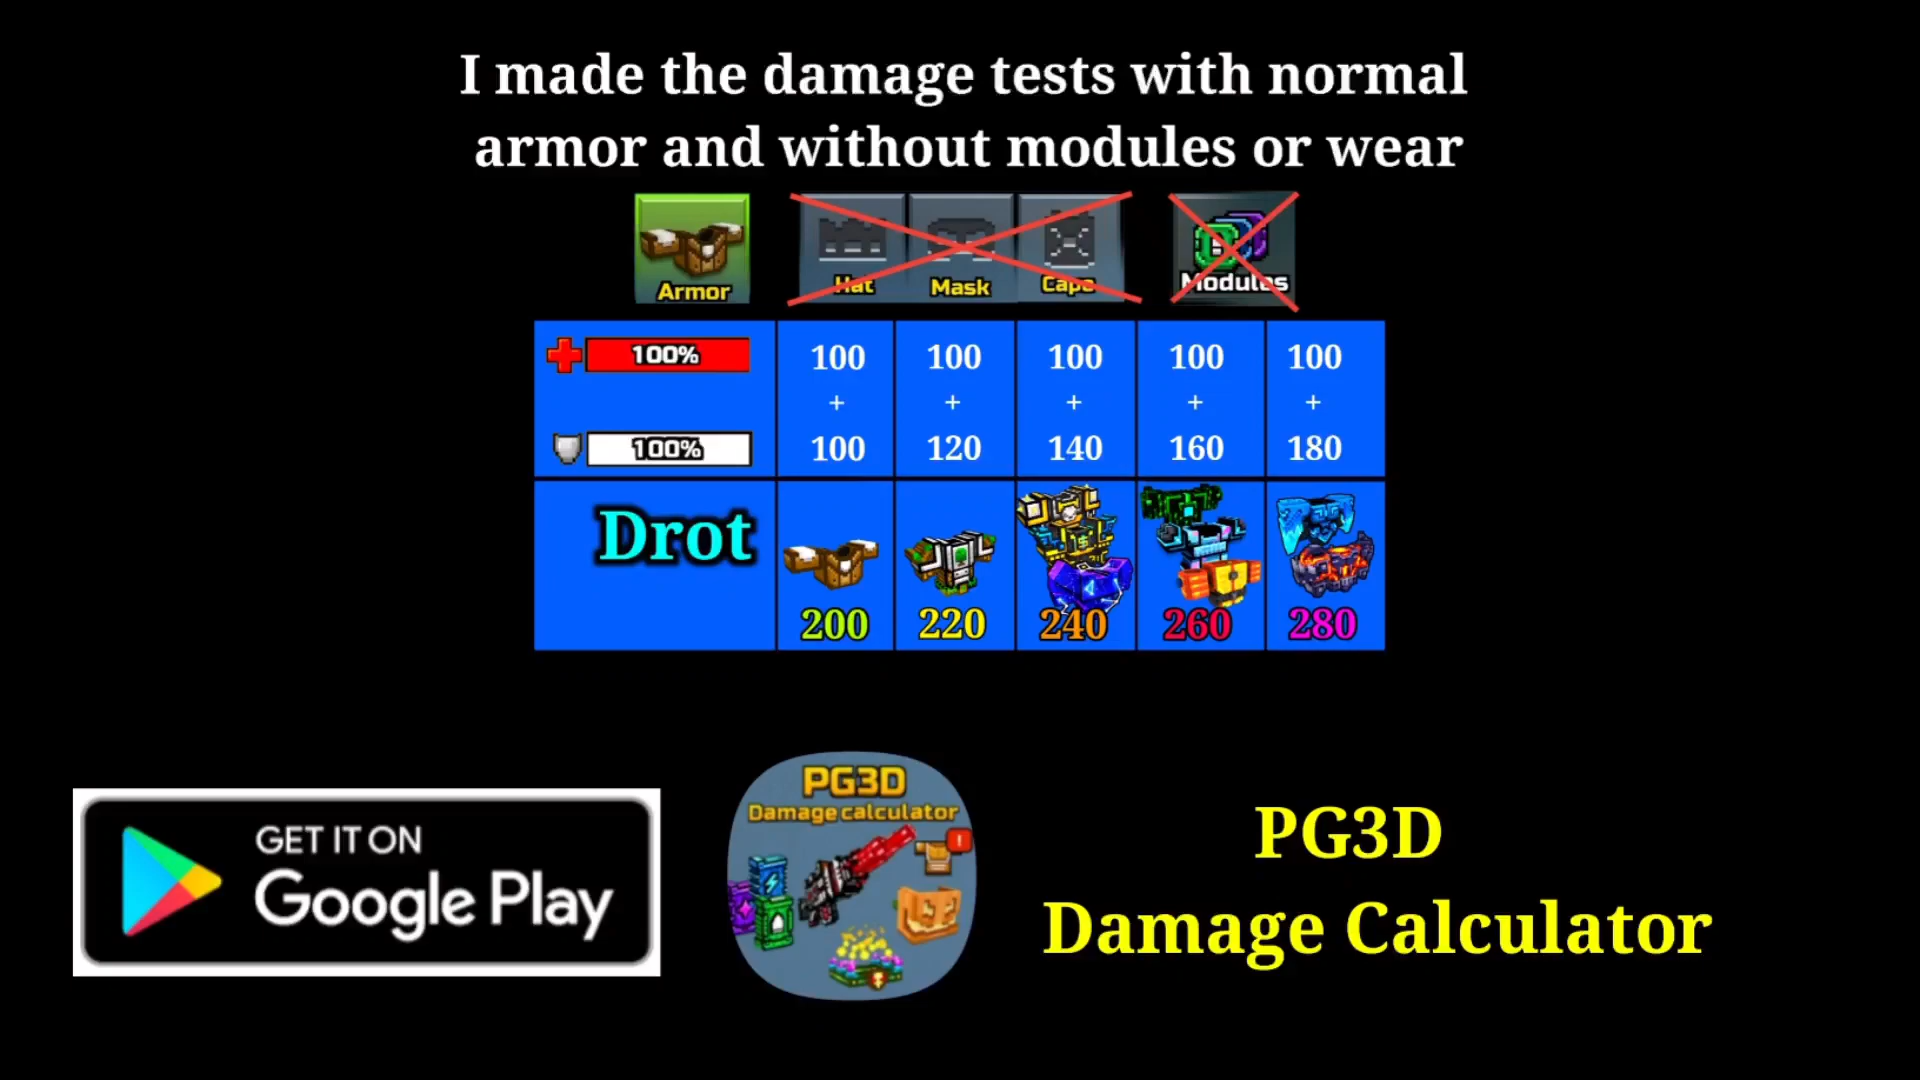 I made the damage tests with normal
armor and without modules or wear
Armor
Hat
Mask
Cape
Modules
100%
100 100 100 100 100
+ + + + +
100%
100 120 140 160 180
Drot
200 220 240 260 280
GET IT ON
Google Play
PG3D
Damage calculator
PG3D
Damage Calculator